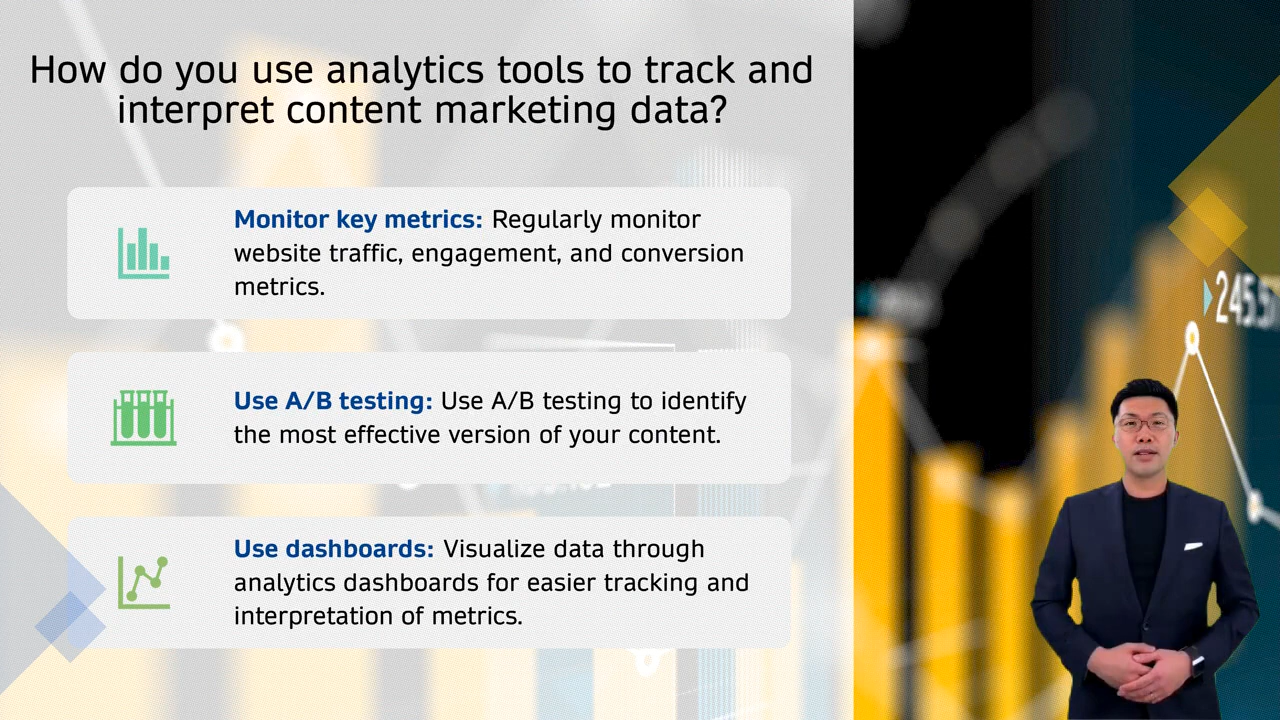 How do you use analytics tools to track and
interpret content marketing data?
Monitor key metrics: Regularly monitor
website traffic, engagement, and conversion
metrics.
Use A/B testing: Use A/B testing to identify
the most effective version of your content.
Use dashboards: Visualize data through
analytics dashboards for easier tracking and
interpretation of metrics.